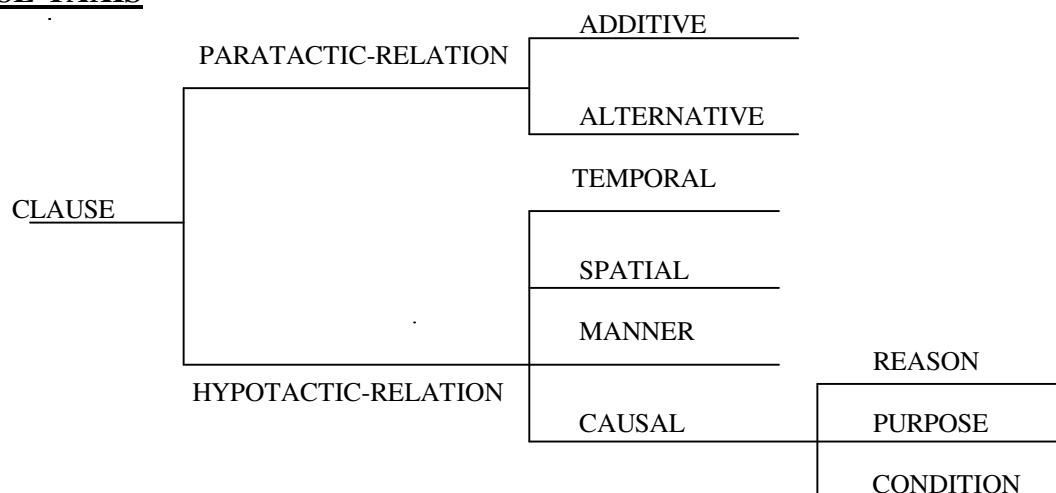 ADDITIVE
PARATACTIC-RELATION
ALTERNATIVE
TEMPORAL
CLAUSE
SPATIAL
MANNER
REASON
HYPOTACTIC-RELATION
CAUSAL
PURPOSE
CONDITION